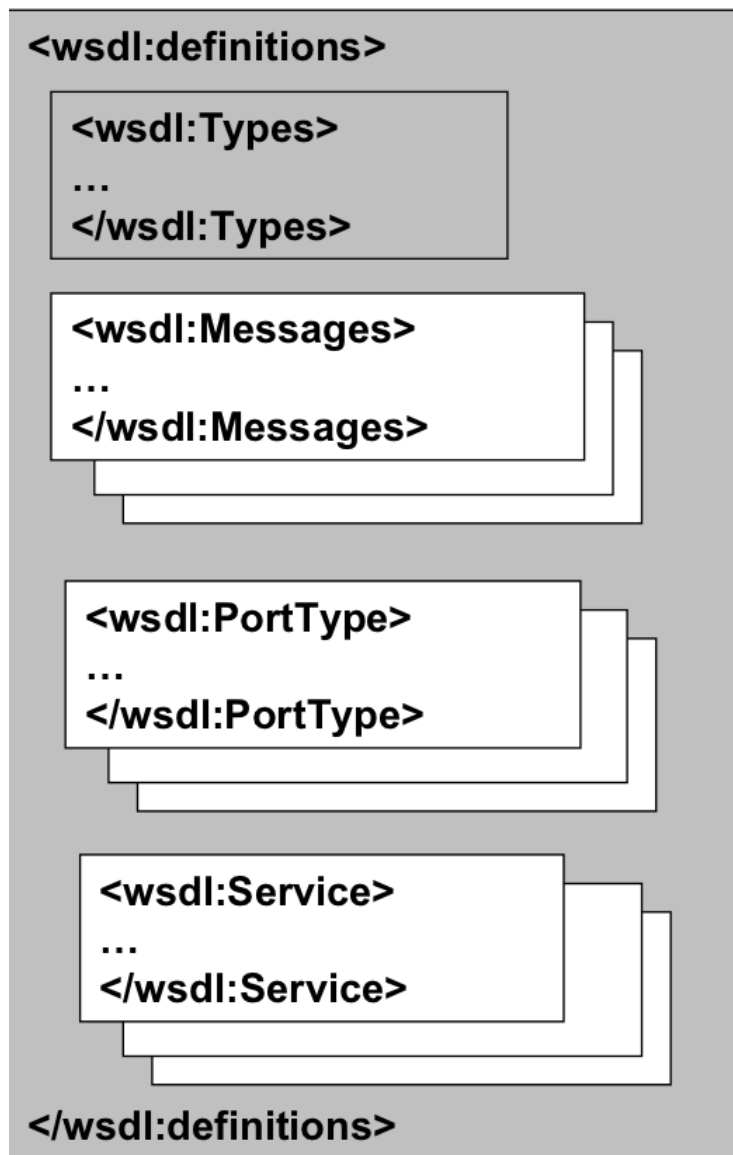 <wsdl:definitions>
<wsdl:Types>
…
</wsdl:Types>
<wsdl:Messages>
…
</wsdl:Messages>
<wsdl:PortType>
…
</wsdl:PortType>
<wsdl:Service>
…
</wsdl:Service>
</wsdl:definitions>